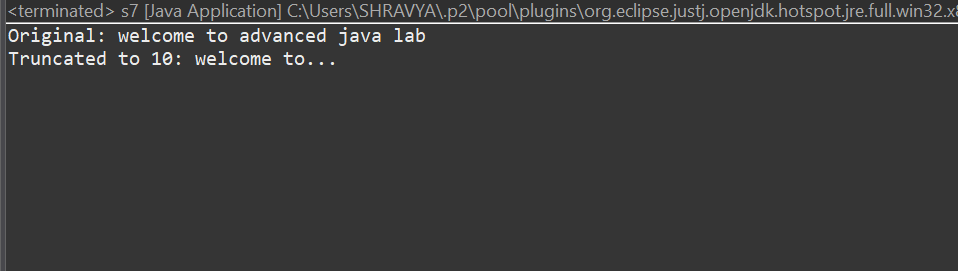 <terminated> s7 [Java Application] C:\Users\SHRAVYA\.p2\pool\plugins\org.eclipse.justj.openjdk.hotspot.jre.full.win32.x8
Original: welcome to advanced java lab
Truncated to 10: welcome to...